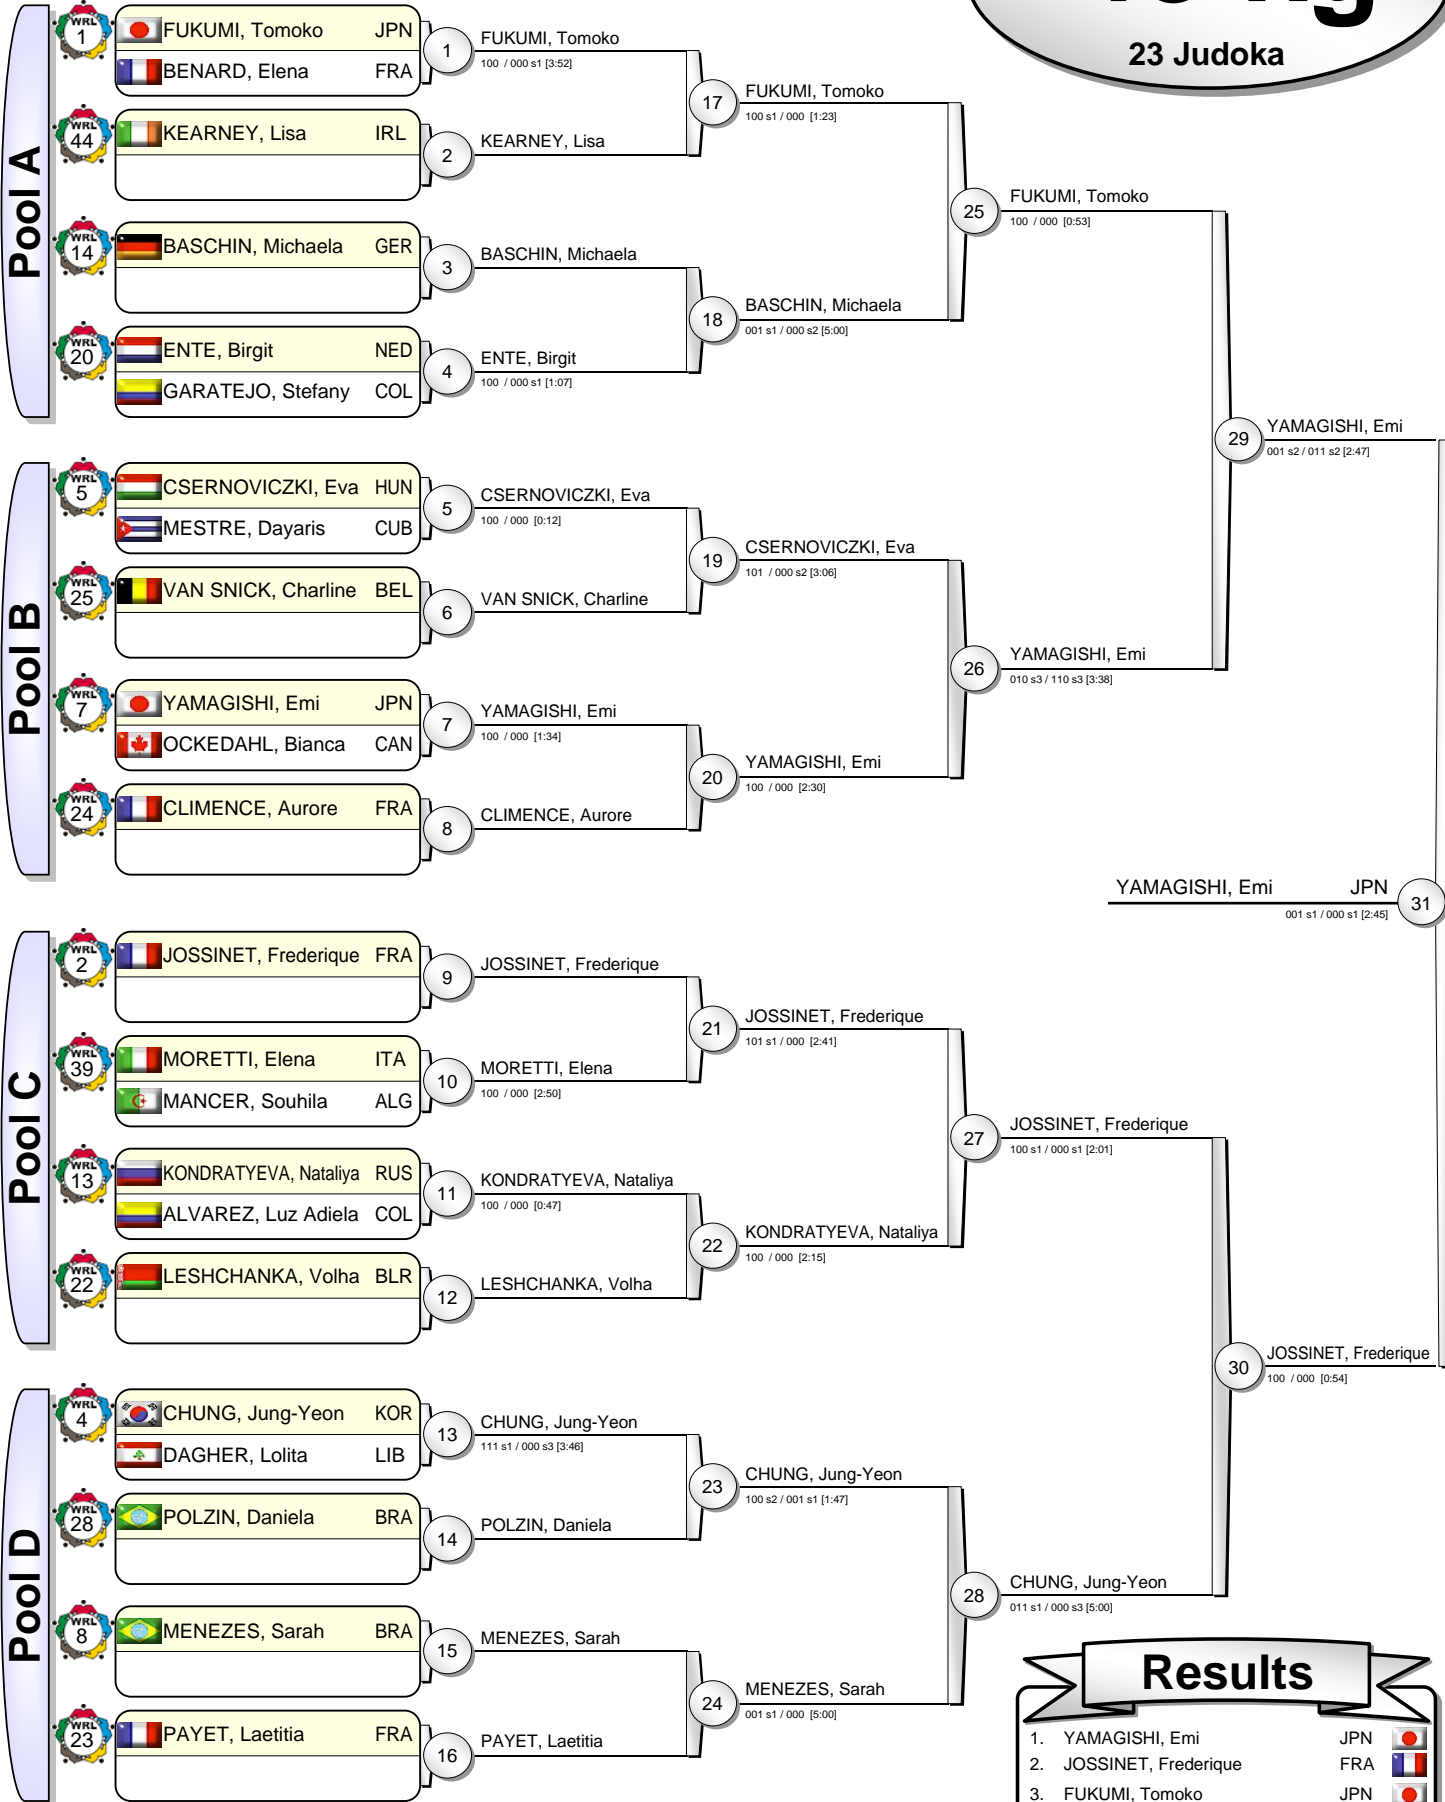 23 Judoka
Pool A
WRL 1
FUKUMI, Tomoko JPN
BENARD, Elena FRA
WRL 44
KEARNEY, Lisa IRL
WRL 14
BASCHIN, Michaela GER
WRL 20
ENTE, Birgit NED
GARATEJO, Stefany COL
Pool B
WRL 5
CSERNOVICZKI, Eva HUN
MESTRE, Dayaris CUB
WRL 25
VAN SNICK, Charline BEL
WRL 7
YAMAGISHI, Emi JPN
OCKEDAHL, Bianca CAN
WRL 24
CLIMENCE, Aurore FRA
Pool C
WRL 2
JOSSINET, Frederique FRA
WRL 39
MORETTI, Elena ITA
MANCER, Souhila ALG
WRL 13
KONDRATYEVA, Nataliya RUS
ALVAREZ, Luz Adiela COL
WRL 22
LESHCHANKA, Volha BLR
Pool D
WRL 4
CHUNG, Jung-Yeon KOR
DAGHER, Lolita LIB
WRL 28
POLZIN, Daniela BRA
WRL 8
MENEZES, Sarah BRA
WRL 23
PAYET, Laetitia FRA
1 FUKUMI, Tomoko
100 / 000 s1 [3:52]
2 KEARNEY, Lisa
3 BASCHIN, Michaela
4 ENTE, Birgit
100 / 000 s1 [1:07]
5 CSERNOVICZKI, Eva
100 / 000 [0:12]
6 VAN SNICK, Charline
7 YAMAGISHI, Emi
100 / 000 [1:34]
8 CLIMENCE, Aurore
9 JOSSINET, Frederique
10 MORETTI, Elena
100 / 000 [2:50]
11 KONDRATYEVA, Nataliya
100 / 000 [0:47]
12 LESHCHANKA, Volha
13 CHUNG, Jung-Yeon
111 s1 / 000 s3 [3:46]
14 POLZIN, Daniela
15 MENEZES, Sarah
16 PAYET, Laetitia
17 FUKUMI, Tomoko
100 s1 / 000 [1:23]
18 BASCHIN, Michaela
001 s1 / 000 s2 [5:00]
19 CSERNOVICZKI, Eva
101 / 000 s2 [3:06]
20 YAMAGISHI, Emi
100 / 000 [2:30]
21 JOSSINET, Frederique
101 s1 / 000 [2:41]
22 KONDRATYEVA, Nataliya
100 / 000 [2:15]
23 CHUNG, Jung-Yeon
100 s2 / 001 s1 [1:47]
24 MENEZES, Sarah
001 s1 / 000 [5:00]
25 FUKUMI, Tomoko
100 / 000 [0:53]
26 YAMAGISHI, Emi
010 s3 / 110 s3 [3:38]
27 JOSSINET, Frederique
100 s1 / 000 s1 [2:01]
28 CHUNG, Jung-Yeon
011 s1 / 000 s3 [5:00]
29 YAMAGISHI, Emi
001 s2 / 011 s2 [2:47]
30 JOSSINET, Frederique
100 / 000 [0:54]
YAMAGISHI, Emi JPN 31
001 s1 / 000 s1 [2:45]
Results
1. YAMAGISHI, Emi JPN
2. JOSSINET, Frederique FRA
3. FUKUMI, Tomoko JPN